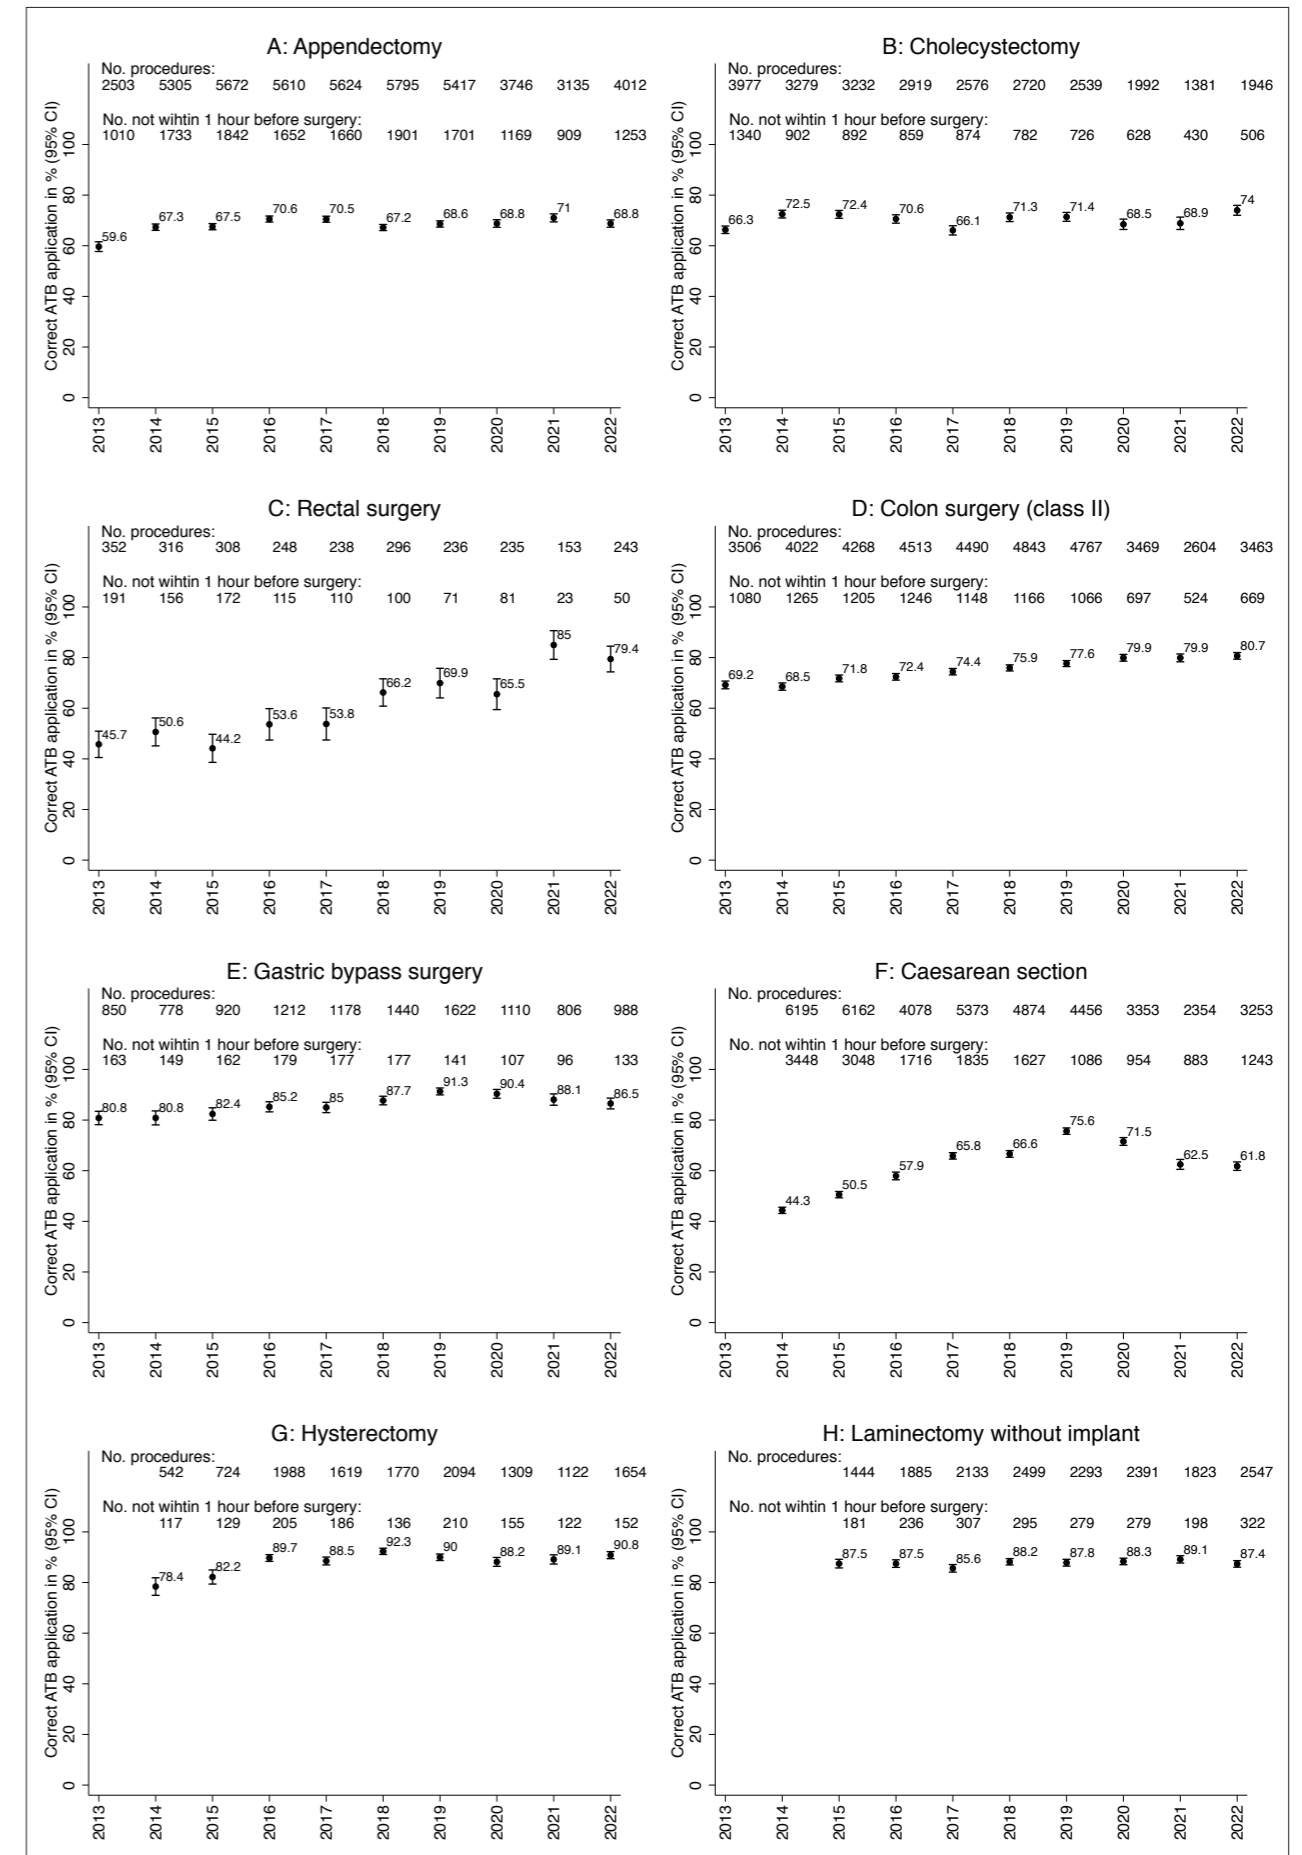 A: Appendectomy
No. procedures:
2503 5305 5672 5610 5624 5795 5417 3746 3135 4012
No. not wihtin 1 hour before surgery:
1010 1733 1842 1652 1660 1901 1701 1169 909 1253
Correct ATB application in % (95% CI)
100
80
60
40
20
0
59.6 67.3 67.5 70.6 70.5 67.2 68.6 68.8 71 68.8
2013 2014 2015 2016 2017 2018 2019 2020 2021 2022
B: Cholecystectomy
No. procedures:
3977 3279 3232 2919 2576 2720 2539 1992 1381 1946
No. not wihtin 1 hour before surgery:
1340 902 892 859 874 782 726 628 430 506
Correct ATB application in % (95% CI)
100
80
60
40
20
0
66.3 72.5 72.4 70.6 66.1 71.3 71.4 68.5 68.9 74
2013 2014 2015 2016 2017 2018 2019 2020 2021 2022
C: Rectal surgery
No. procedures:
352 316 308 248 238 296 236 235 153 243
No. not wihtin 1 hour before surgery:
191 156 172 115 110 100 71 81 23 50
Correct ATB application in % (95% CI)
100
80
60
40
20
0
45.7 50.6 44.2 53.6 53.8 66.2 69.9 65.5 85 79.4
2013 2014 2015 2016 2017 2018 2019 2020 2021 2022
D: Colon surgery (class II)
No. procedures:
3506 4022 4268 4513 4490 4843 4767 3469 2604 3463
No. not wihtin 1 hour before surgery:
1080 1265 1205 1246 1148 1166 1066 697 524 669
Correct ATB application in % (95% CI)
100
80
60
40
20
0
69.2 68.5 71.8 72.4 74.4 75.9 77.6 79.9 79.9 80.7
2013 2014 2015 2016 2017 2018 2019 2020 2021 2022
E: Gastric bypass surgery
No. procedures:
850 778 920 1212 1178 1440 1622 1110 806 988
No. not wihtin 1 hour before surgery:
163 149 162 179 177 177 141 107 96 133
Correct ATB application in % (95% CI)
100
80
60
40
20
0
80.8 80.8 82.4 85.2 85 87.7 91.3 90.4 88.1 86.5
2013 2014 2015 2016 2017 2018 2019 2020 2021 2022
F: Caesarean section
No. procedures:
6195 6162 4078 5373 4874 4456 3353 2354 3253
No. not wihtin 1 hour before surgery:
3448 3048 1716 1835 1627 1086 954 883 1243
Correct ATB application in % (95% CI)
100
80
60
40
20
0
44.3 50.5 57.9 65.8 66.6 75.6 71.5 62.5 61.8
2013 2014 2015 2016 2017 2018 2019 2020 2021 2022
G: Hysterectomy
No. procedures:
542 724 1988 1619 1770 2094 1309 1122 1654
No. not wihtin 1 hour before surgery:
117 129 205 186 136 210 155 122 152
Correct ATB application in % (95% CI)
100
80
60
40
20
0
78.4 82.2 89.7 88.5 92.3 90 88.2 89.1 90.8
2013 2014 2015 2016 2017 2018 2019 2020 2021 2022
H: Laminectomy without implant
No. procedures:
1444 1885 2133 2499 2293 2391 1823 2547
No. not wihtin 1 hour before surgery:
181 236 307 295 279 279 198 322
Correct ATB application in % (95% CI)
100
80
60
40
20
0
87.5 87.5 85.6 88.2 87.8 88.3 89.1 87.4
2013 2014 2015 2016 2017 2018 2019 2020 2021 2022